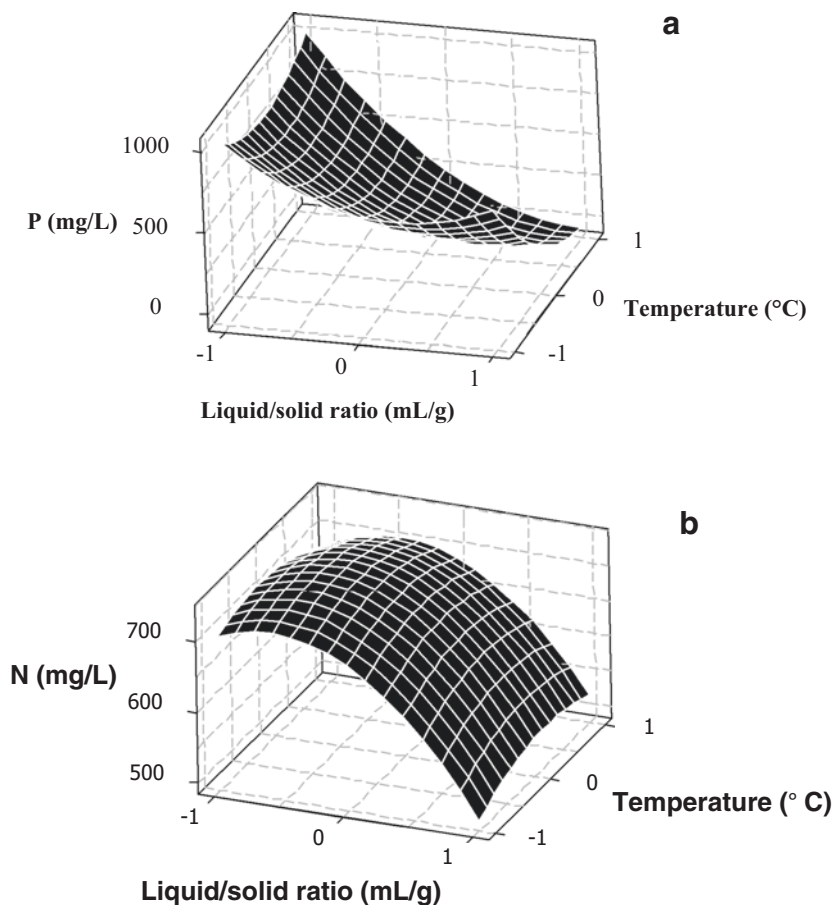 a
1000
P (mg/L)
500
0
-1
0
1
Liquid/solid ratio (mL/g)
-1
0
1
Temperature (°C)
b
700
N (mg/L)
600
500
-1
0
1
Liquid/solid ratio (mL/g)
-1
0
1
Temperature (° C)